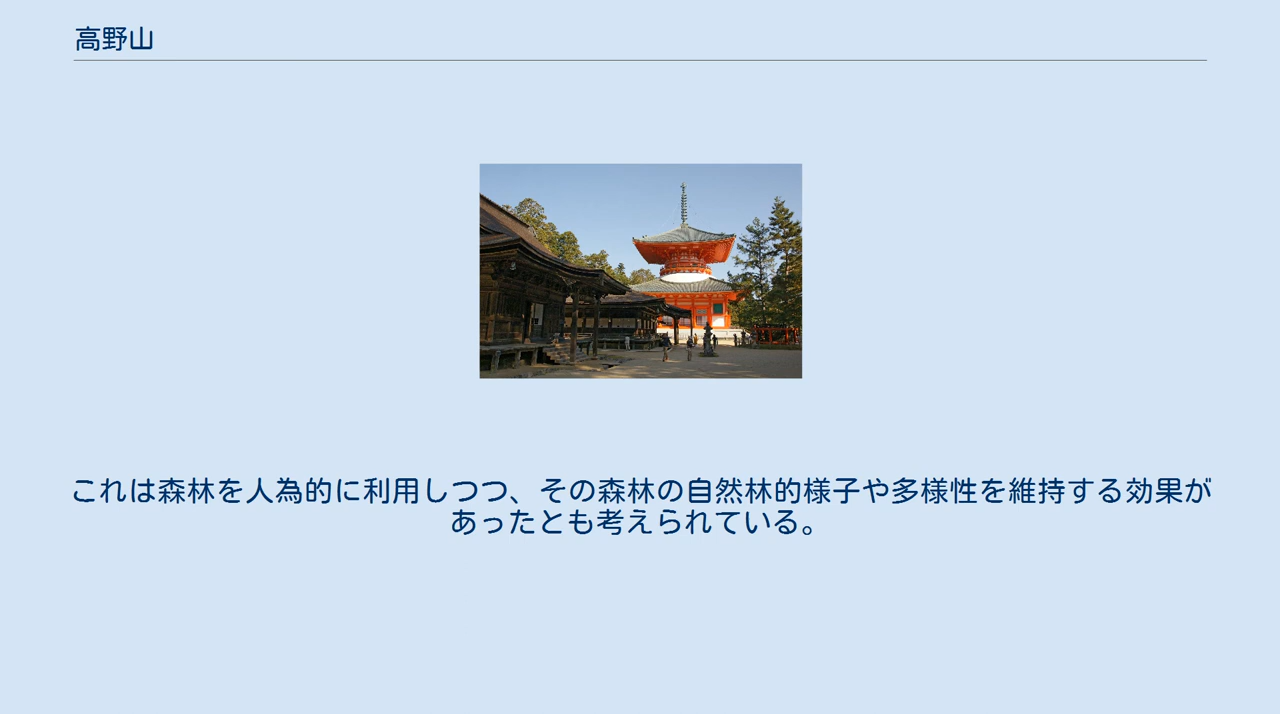 高野山
これは森林を人為的に利用しつつ、その森林の自然林的様子や多様性を維持する効果が
あったとも考えられている。